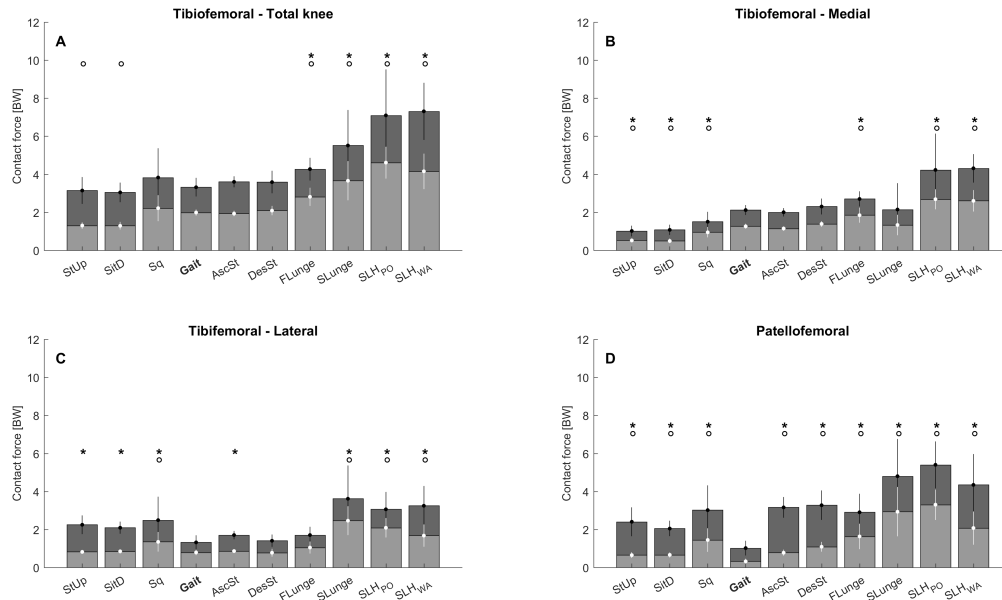 Tibiofemoral - Total knee
A
Contact force [BW]
12
10
8
6
4
2
0
* * * *
StUp SitD Sq Gait AscSt DesSt FLunge SLunge SLH_PO SLH_WA
Tibiofemoral - Medial
B
Contact force [BW]
12
10
8
6
4
2
0
* * * * * *
StUp SitD Sq Gait AscSt DesSt FLunge SLunge SLH_PO SLH_WA
Tibifemoral - Lateral
C
Contact force [BW]
12
10
8
6
4
2
0
* * * * * * *
StUp SitD Sq Gait AscSt DesSt FLunge SLunge SLH_PO SLH_WA
Patellofemoral
D
Contact force [BW]
12
10
8
6
4
2
0
* * * * * * * * *
StUp SitD Sq Gait AscSt DesSt FLunge SLunge SLH_PO SLH_WA